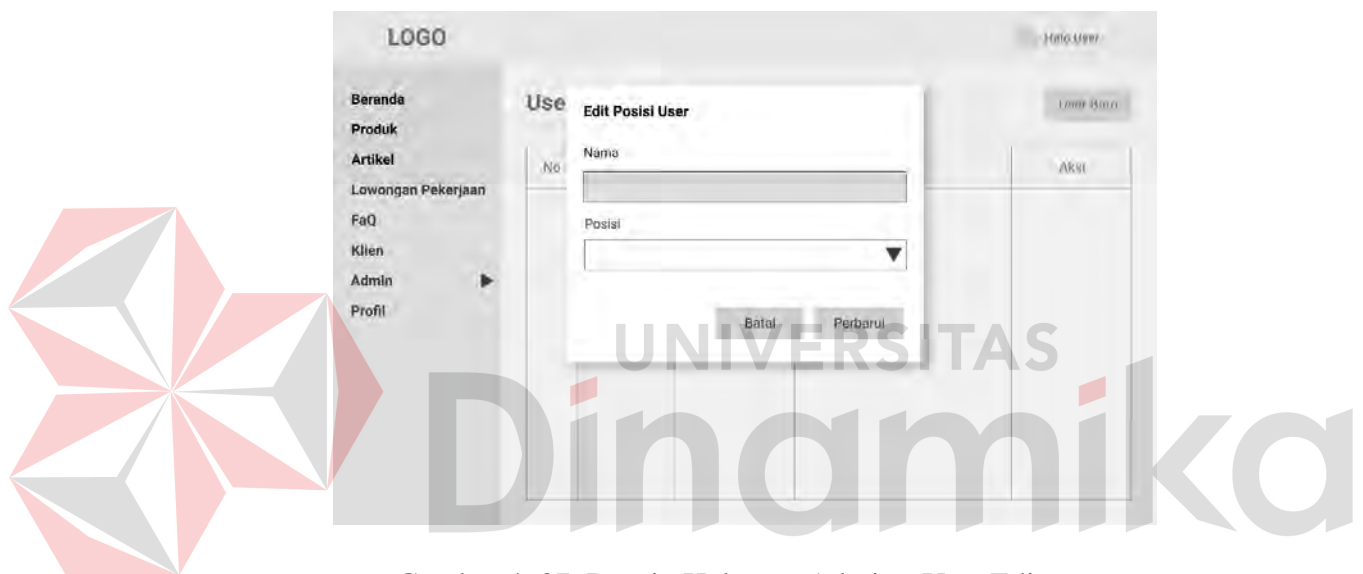 LOGO
Halo User
Beranda
Produk
Artikel
Lowongan Pekerjaan
FaQ
Klien
Admin
Profil
Use
Edit Posisi User
Nama
Posisi
Batal
Perbarui
No
Aksi
UNIVERSITAS
Dinamika